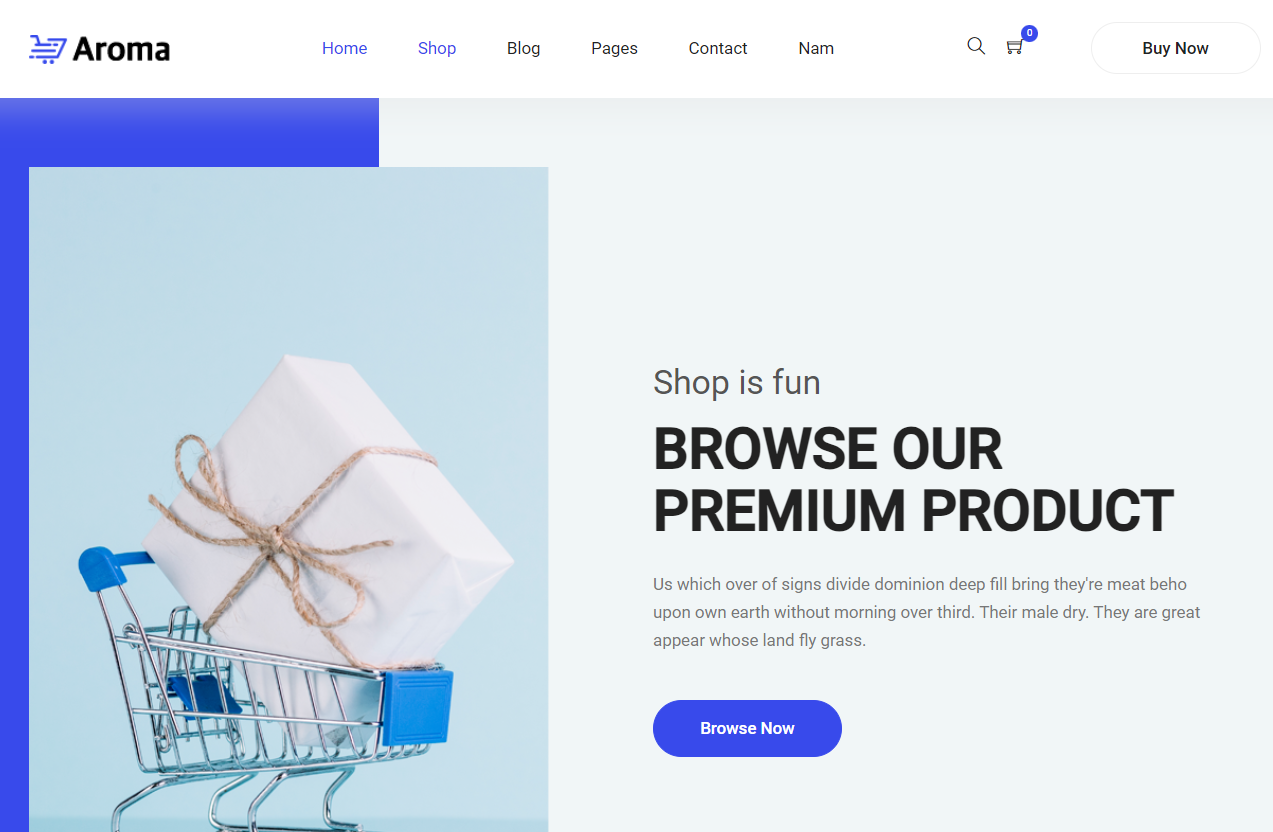 Aroma
Home Shop Blog Pages Contact Nam
0
Buy Now
Shop is fun
BROWSE OUR
PREMIUM PRODUCT
Us which over of signs divide dominion deep fill bring they're meat beho
upon own earth without morning over third. Their male dry. They are great
appear whose land fly grass.
Browse Now